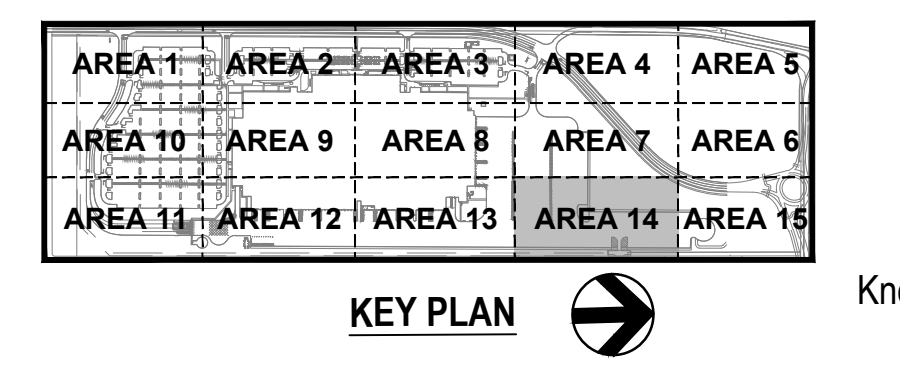 AREA 1 AREA 2 AREA 3 AREA 4 AREA 5
AREA 10 AREA 9 AREA 8 AREA 7 AREA 6
AREA 11 AREA 12 AREA 13 AREA 14 AREA 15
KEY PLAN
Kn